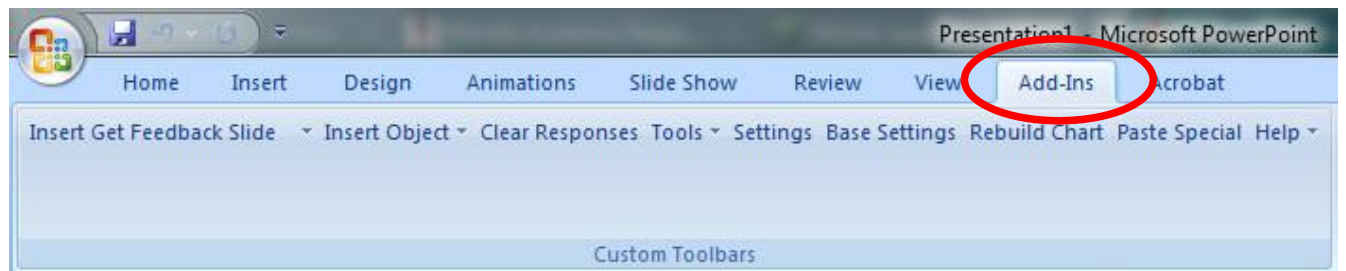 Presentation1 - Microsoft PowerPoint
Home Insert Design Animations Slide Show Review View Add-Ins Acrobat
Insert Get Feedback Slide Insert Object Clear Responses Tools Settings Base Settings Rebuild Chart Paste Special Help
Custom Toolbars